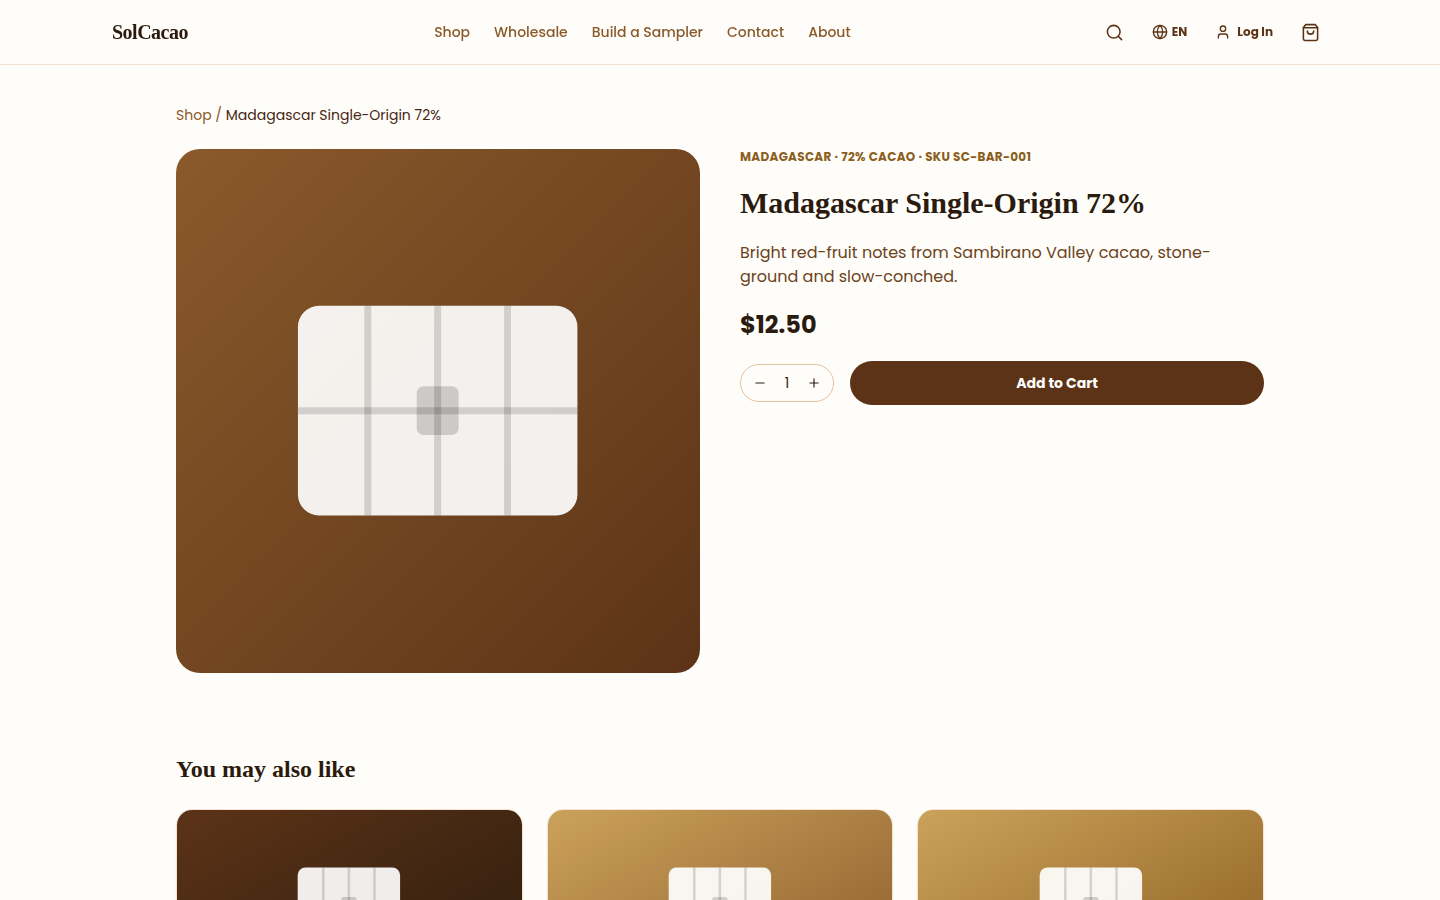 SolCacao
Shop
Wholesale
Build a Sampler
Contact
About
EN
Log In
Shop / Madagascar Single-Origin 72%
MADAGASCAR · 72% CACAO · SKU SC-BAR-001
Madagascar Single-Origin 72%
Bright red-fruit notes from Sambirano Valley cacao, stone-
ground and slow-conched.
$12.50
1
Add to Cart
You may also like